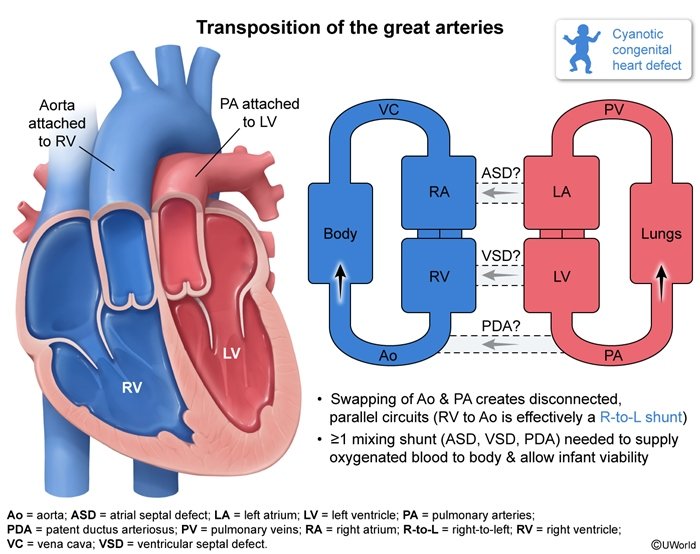 Transposition of the great arteries
Cyanotic
congenital
heart defect
Aorta
attached
to RV
PA attached
to LV
RV
LV
VC
PV
RA
ASD?
LA
Body
Lungs
RV
VSD?
LV
PDA?
Ao
PA
• Swapping of Ao & PA creates disconnected,
parallel circuits (RV to Ao is effectively a R-to-L shunt)
• ≥1 mixing shunt (ASD, VSD, PDA) needed to supply
oxygenated blood to body & allow infant viability
Ao = aorta; ASD = atrial septal defect; LA = left atrium; LV = left ventricle; PA = pulmonary arteries;
PDA = patent ductus arteriosus; PV = pulmonary veins; RA = right atrium; R-to-L = right-to-left; RV = right ventricle;
VC = vena cava; VSD = ventricular septal defect.
©UWorld